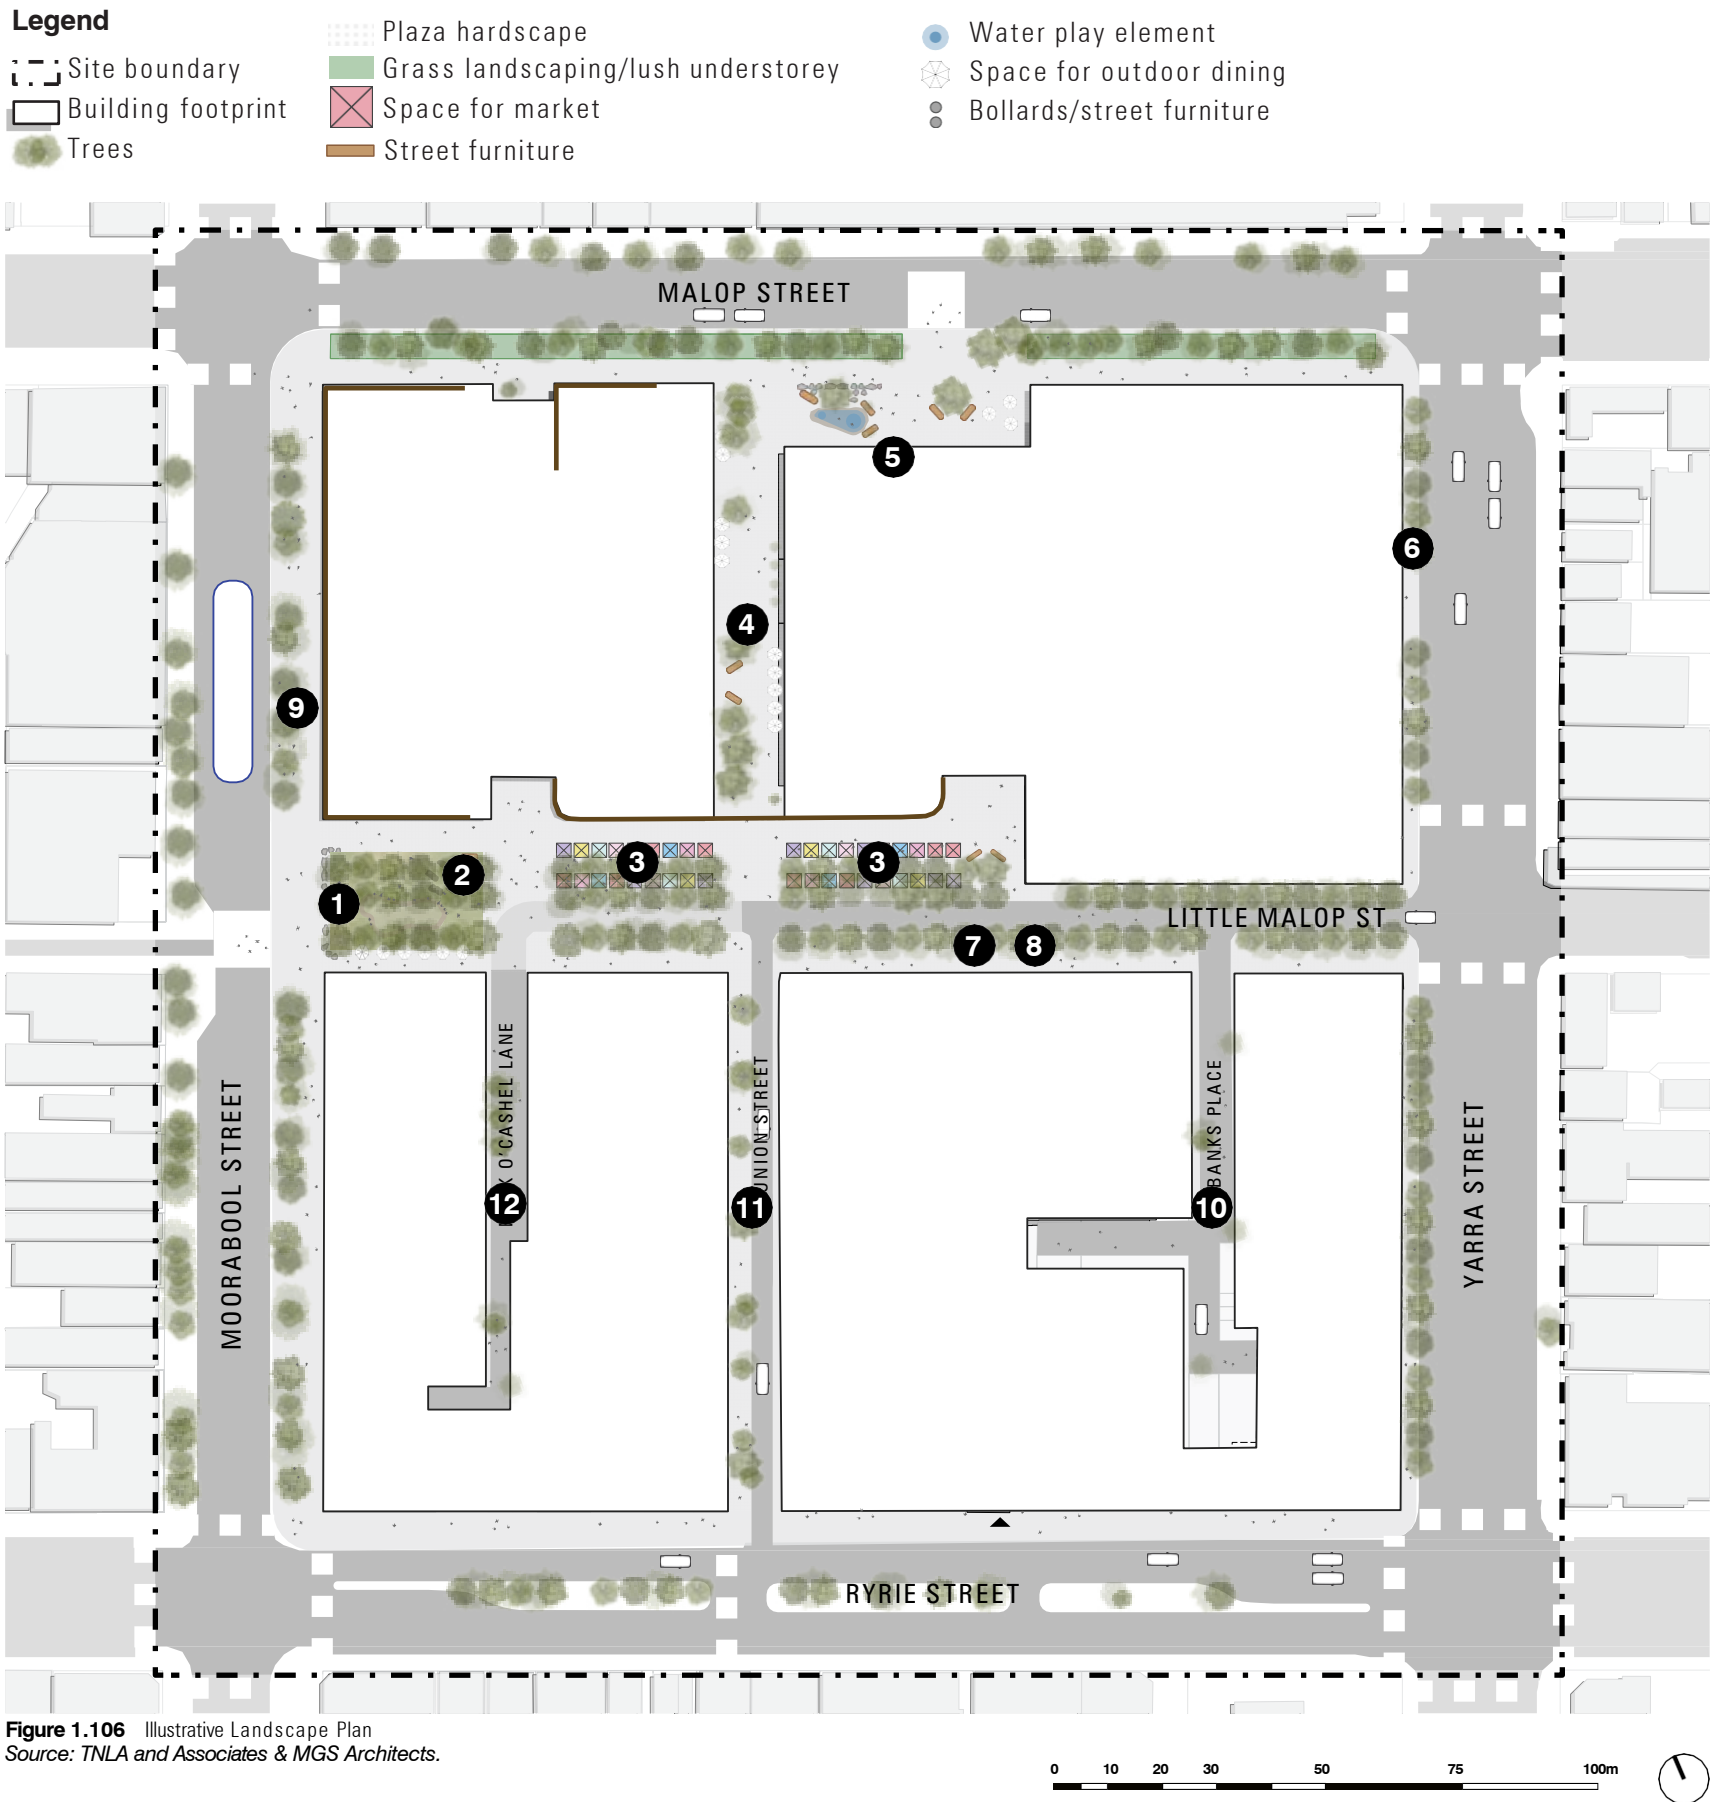 Legend
Site boundary
Building footprint
Trees
Plaza hardscape
Grass landscaping/lush understorey
Space for market
Street furniture
Water play element
Space for outdoor dining
Bollards/street furniture
MALOP STREET
5
6
4
9
3
3
2
1
LITTLE MALOP ST
7
8
MOORABOOL STREET
O'CASHEL LANE
UNION STREET
BANKS PLACE
YARRA STREET
12
11
10
RYRIE STREET
Figure 1.106 Illustrative Landscape Plan
Source: TNLA and Associates & MGS Architects.
0 10 20 30 50 75 100m